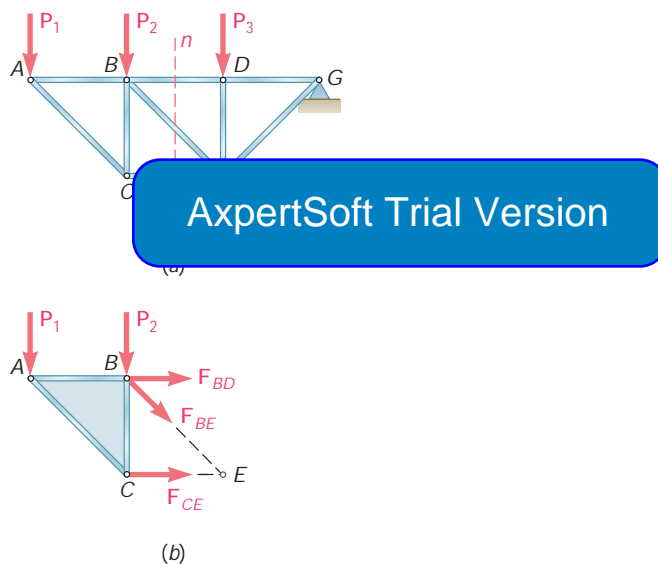 P1 P2 P3
n
A B D G
C
AxpertSoft Trial Version
(a)
P1 P2
A B
FBD
FBE
C E
FCE
(b)